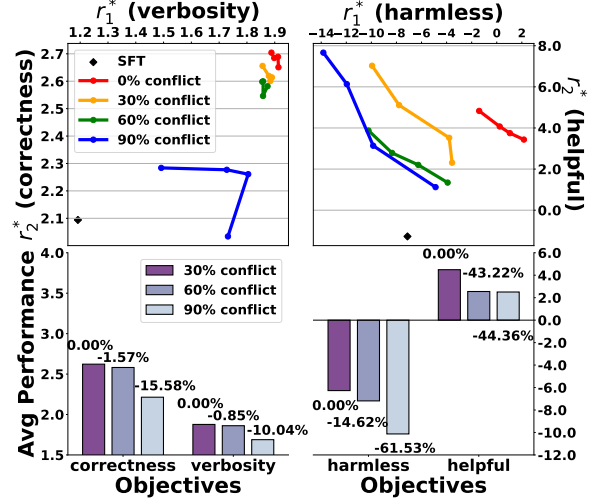 r₁* (verbosity)
1.2 1.3 1.4 1.5 1.6 1.7 1.8 1.9
r₂* (correctness)
2.7
2.6
2.5
2.3
2.2
2.1
SFT
0% conflict
30% conflict
60% conflict
90% conflict
r₁* (harmless)
−14 −12 −10 −8 −6 −4 −2 0 2
8.0
6.0
4.0
2.0
0.0
r₂* (helpful)
Avg Performance
4.0
3.5
3.0
2.5
2.0
1.5
30% conflict
60% conflict
90% conflict
0.00%
-1.57%
-15.58%
0.00%
-0.85%
-10.04%
correctness verbosity
Objectives
0.00%
-43.22%
-44.36%
0.00%
-14.62%
-61.53%
6.0
4.0
2.0
0.0
-2.0
-4.0
-6.0
-8.0
-10.0
-12.0
harmless helpful
Objectives